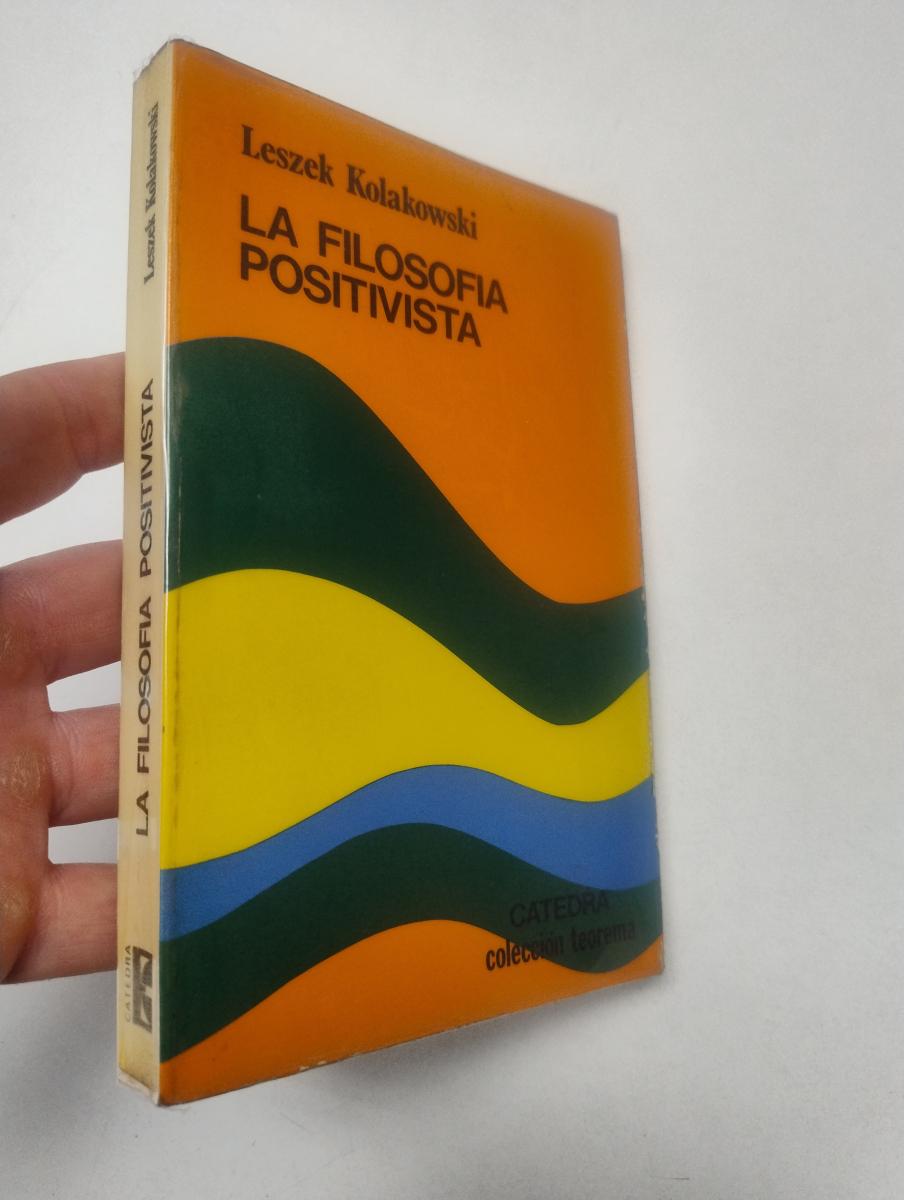 Leszek Kolakowski
LA FILOSOFIA
POSITIVISTA
CATEDRA
colección teorema
Leszek Kolakowski
LA FILOSOFIA POSITIVISTA
CATEDRA